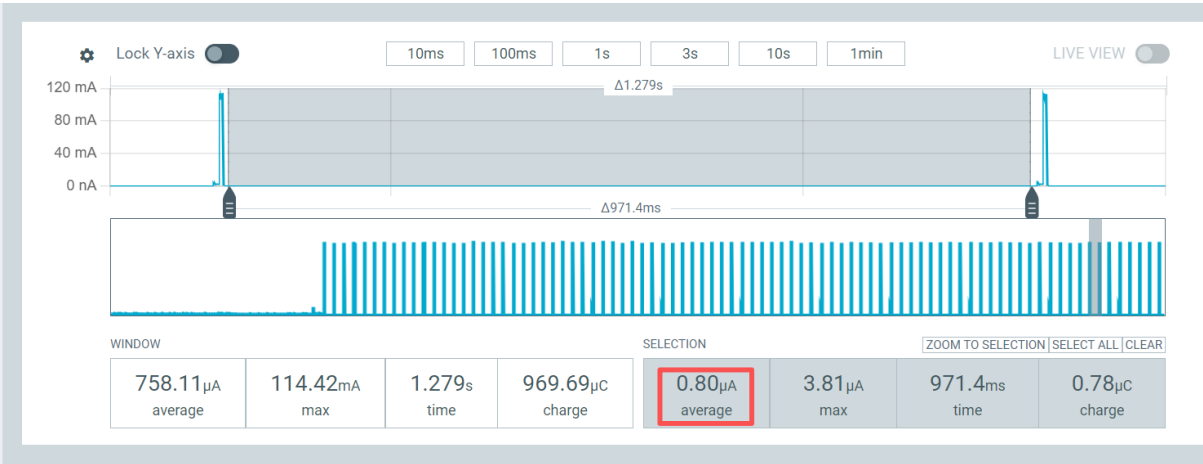 Lock Y-axis 10ms 100ms 1s 3s 10s 1min LIVE VIEW
120 mA
Δ1.279s
80 mA
40 mA
0 nA
Δ971.4ms
WINDOW SELECTION ZOOM TO SELECTION SELECT ALL CLEAR
758.11μA 114.42mA 1.279s 969.69μC 0.80μA 3.81μA 971.4ms 0.78μC
average max time charge average max time charge